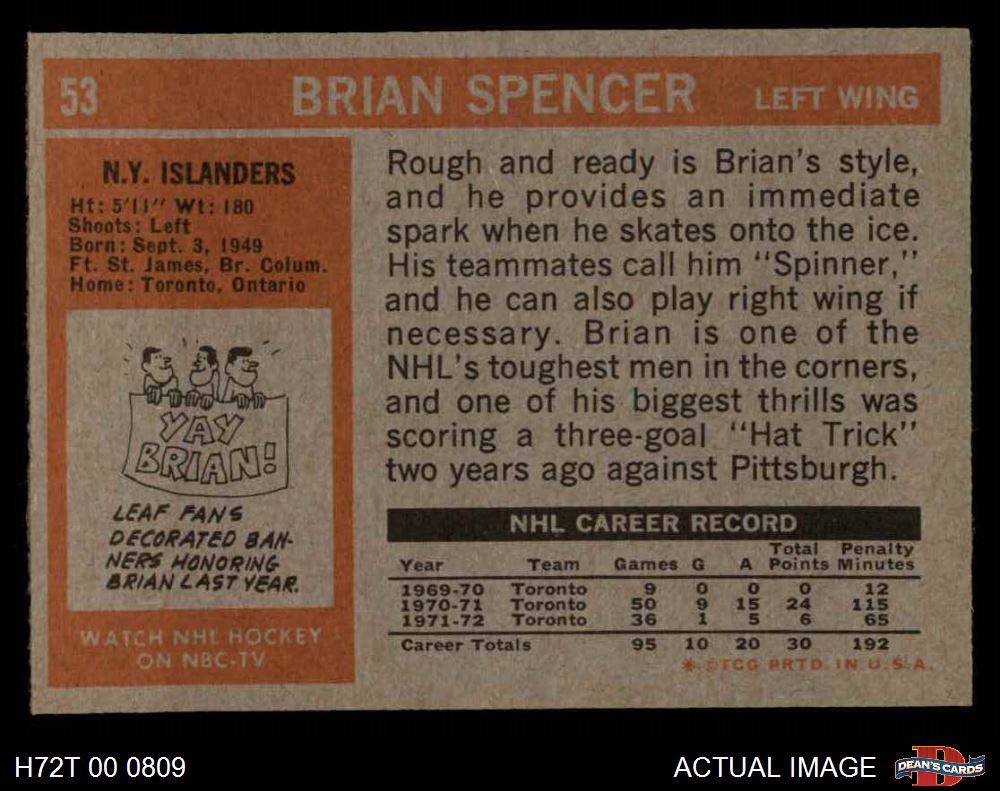 53
BRIAN SPENCER
LEFT WING
N.Y. ISLANDERS
Ht: 5'11" Wt: 180
Shoots: Left
Born: Sept. 3, 1949
Ft. St. James, Br. Colum.
Home: Toronto, Ontario
YAY
BRIAN!
LEAF FANS
DECORATED BAN-
NERS HONORING
BRIAN LAST YEAR.
WATCH NHL HOCKEY
ON NBC-TV
Rough and ready is Brian's style,
and he provides an immediate
spark when he skates onto the ice.
His teammates call him "Spinner,"
and he can also play right wing if
necessary. Brian is one of the
NHL's toughest men in the corners,
and one of his biggest thrills was
scoring a three-goal "Hat Trick"
two years ago against Pittsburgh.
NHL CAREER RECORD
Year Team Games G A Total Points Penalty Minutes
1969-70 Toronto 9 0 0 0 12
1970-71 Toronto 50 9 15 24 115
1971-72 Toronto 36 1 5 6 65
Career Totals 95 10 20 30 192
* ©TCG PRTD. IN U.S.A.
H72T 00 0809
ACTUAL IMAGE
D
DEAN'S CARDS